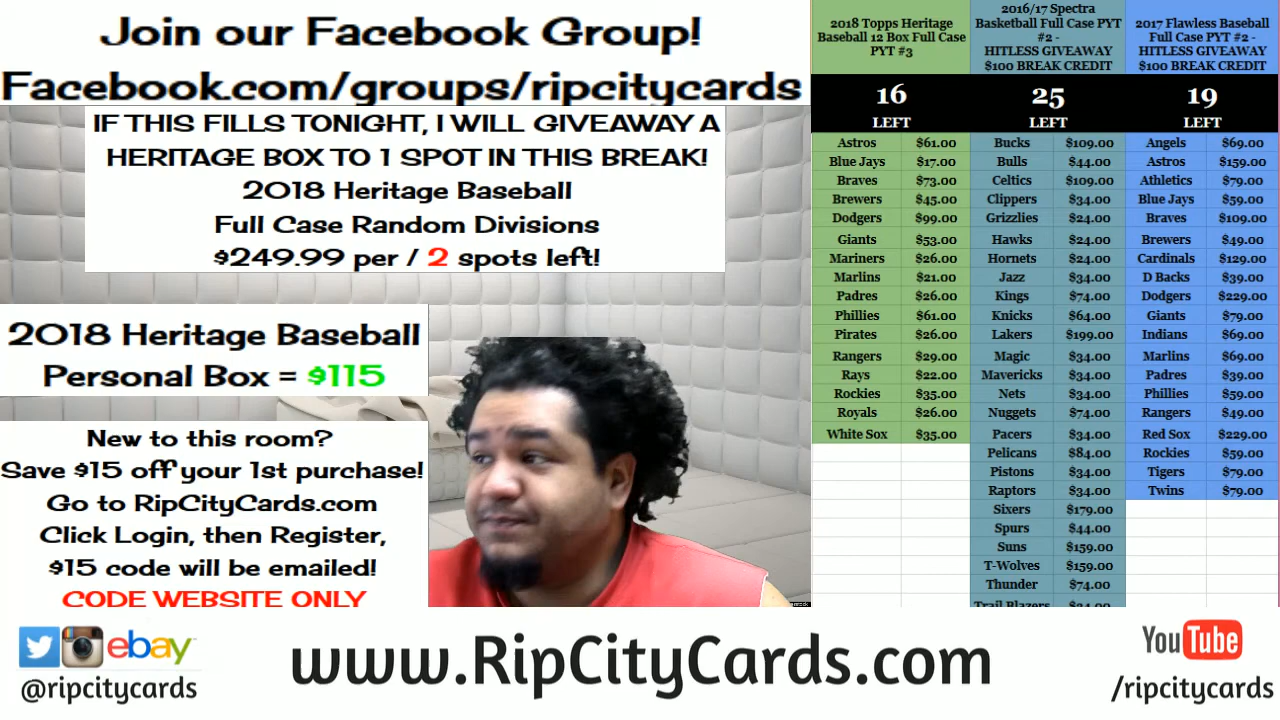 Join our Facebook Group!
Facebook.com/groups/ripcitycards
IF THIS FILLS TONIGHT, I WILL GIVEAWAY A
HERITAGE BOX TO 1 SPOT IN THIS BREAK!
2018 Heritage Baseball
Full Case Random Divisions
$249.99 per / 2 spots left!
2018 Heritage Baseball
Personal Box = $115
New to this room?
Save $15 off your 1st purchase!
Go to RipCityCards.com
Click Login, then Register,
$15 code will be emailed!
CODE WEBSITE ONLY
2018 Topps Heritage
Baseball 12 Box Full Case
PYT #3
16
LEFT
Astros $61.00
Blue Jays $17.00
Braves $73.00
Brewers $45.00
Dodgers $99.00
Giants $53.00
Mariners $26.00
Marlins $21.00
Padres $26.00
Phillies $61.00
Pirates $26.00
Rangers $29.00
Rays $22.00
Rockies $35.00
Royals $26.00
White Sox $35.00
2016/17 Spectra
Basketball Full Case PYT
#2 -
HITLESS GIVEAWAY
$100 BREAK CREDIT
25
LEFT
Bucks $109.00
Bulls $44.00
Celtics $109.00
Clippers $34.00
Grizzlies $24.00
Hawks $24.00
Hornets $24.00
Jazz $34.00
Kings $74.00
Knicks $64.00
Lakers $199.00
Magic $34.00
Mavericks $34.00
Nets $34.00
Nuggets $74.00
Pacers $34.00
Pelicans $84.00
Pistons $34.00
Raptors $34.00
Sixers $179.00
Spurs $44.00
Suns $159.00
T-Wolves $159.00
Thunder $74.00
Trail Blazers $24.00
2017 Flawless Baseball
Full Case PYT #2 -
HITLESS GIVEAWAY
$100 BREAK CREDIT
19
LEFT
Angels $69.00
Astros $159.00
Athletics $79.00
Blue Jays $59.00
Braves $109.00
Brewers $49.00
Cardinals $129.00
D Backs $39.00
Dodgers $229.00
Giants $79.00
Indians $69.00
Marlins $69.00
Padres $39.00
Phillies $59.00
Rangers $49.00
Red Sox $229.00
Rockies $59.00
Tigers $79.00
Twins $79.00
ebay
@ripcitycards
www.RipCityCards.com
YouTube
/ripcitycards